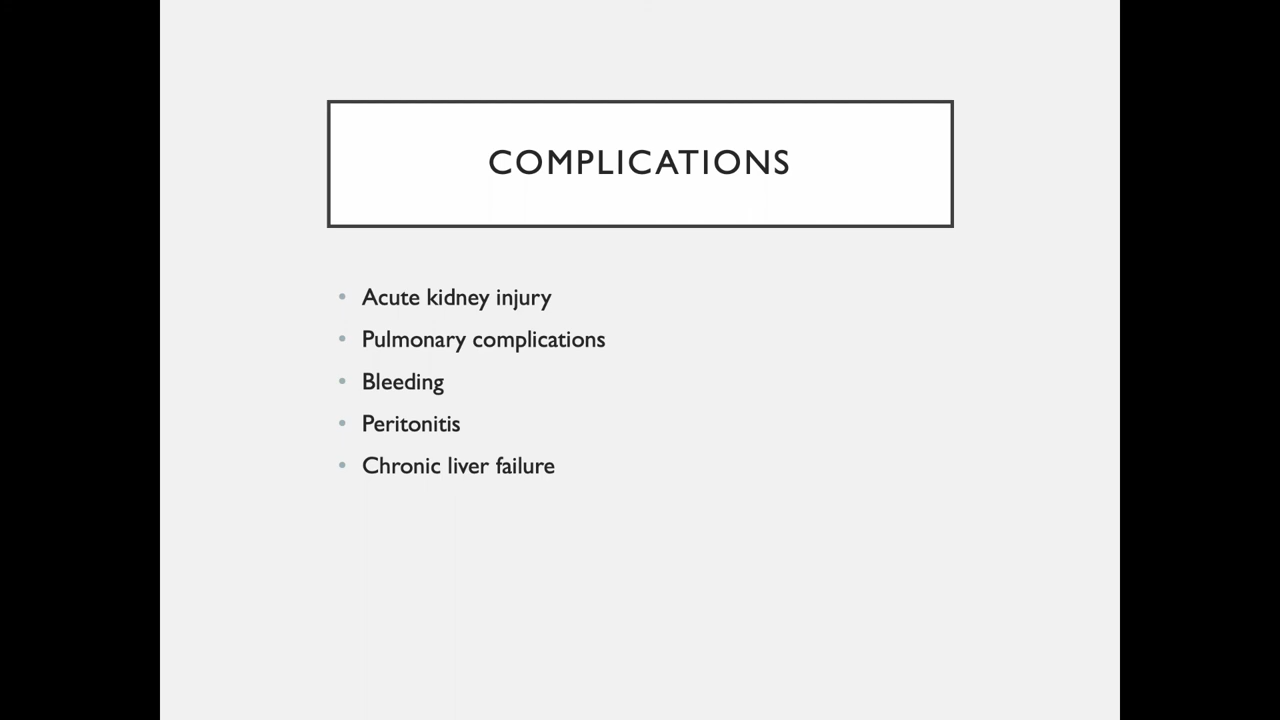 COMPLICATIONS
• Acute kidney injury
• Pulmonary complications
• Bleeding
• Peritonitis
• Chronic liver failure